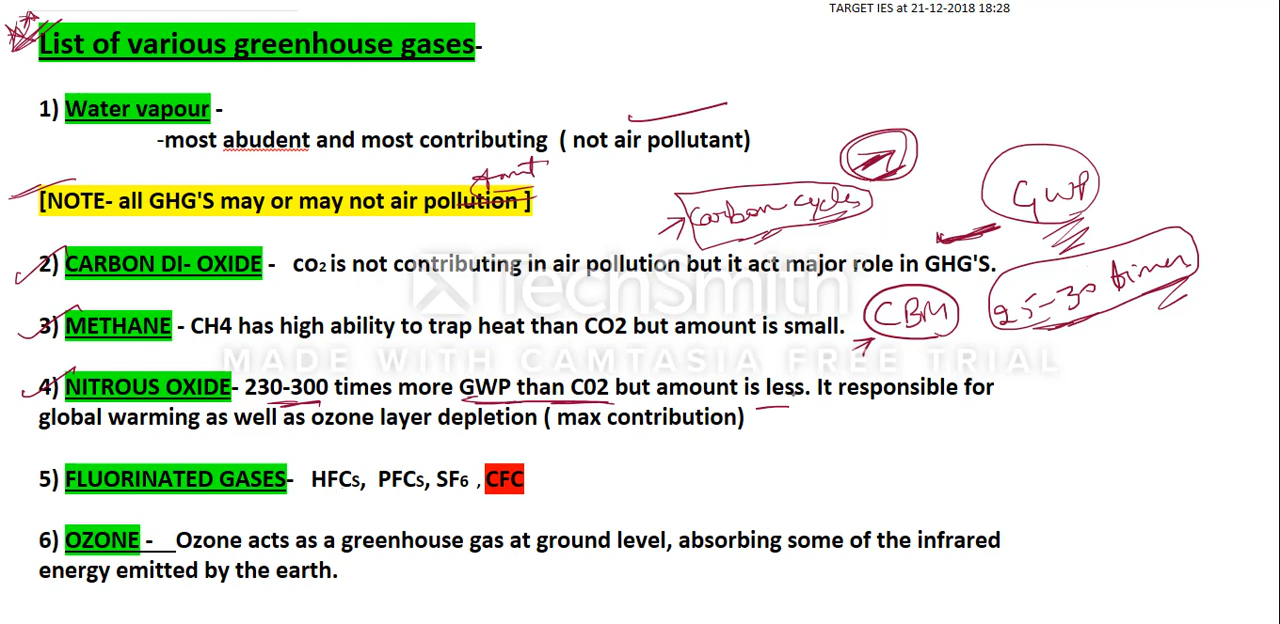 TARGET IES at 21-12-2018 18:28
List of various greenhouse gases-
1) Water vapour -
-most abudent and most contributing ( not air pollutant)
[NOTE- all GHG'S may or may not air pollution ]
Carbon cycles
GWP
2) CARBON DI- OXIDE - CO2 is not contributing in air pollution but it act major role in GHG'S.
25-30 times
TechSmith
3) METHANE - CH4 has high ability to trap heat than CO2 but amount is small.
CBM
MADE WITH CAMTASIA FREE TRIAL
4) NITROUS OXIDE- 230-300 times more GWP than C02 but amount is less. It responsible for
global warming as well as ozone layer depletion ( max contribution)
5) FLUORINATED GASES- HFCs, PFCs, SF6 , CFC
6) OZONE - __Ozone acts as a greenhouse gas at ground level, absorbing some of the infrared
energy emitted by the earth.